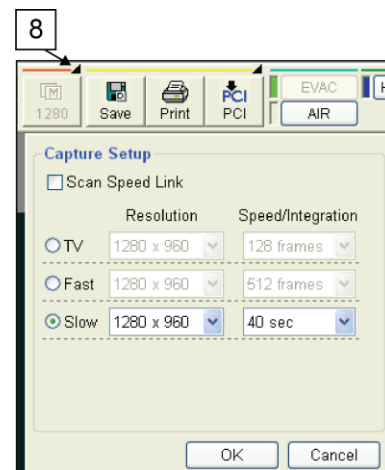 8
1280 Save Print PCI PCI EVAC AIR H
Capture Setup
Scan Speed Link
Resolution Speed/Integration
TV 1280 x 960 128 frames
Fast 1280 x 960 512 frames
Slow 1280 x 960 40 sec
OK Cancel